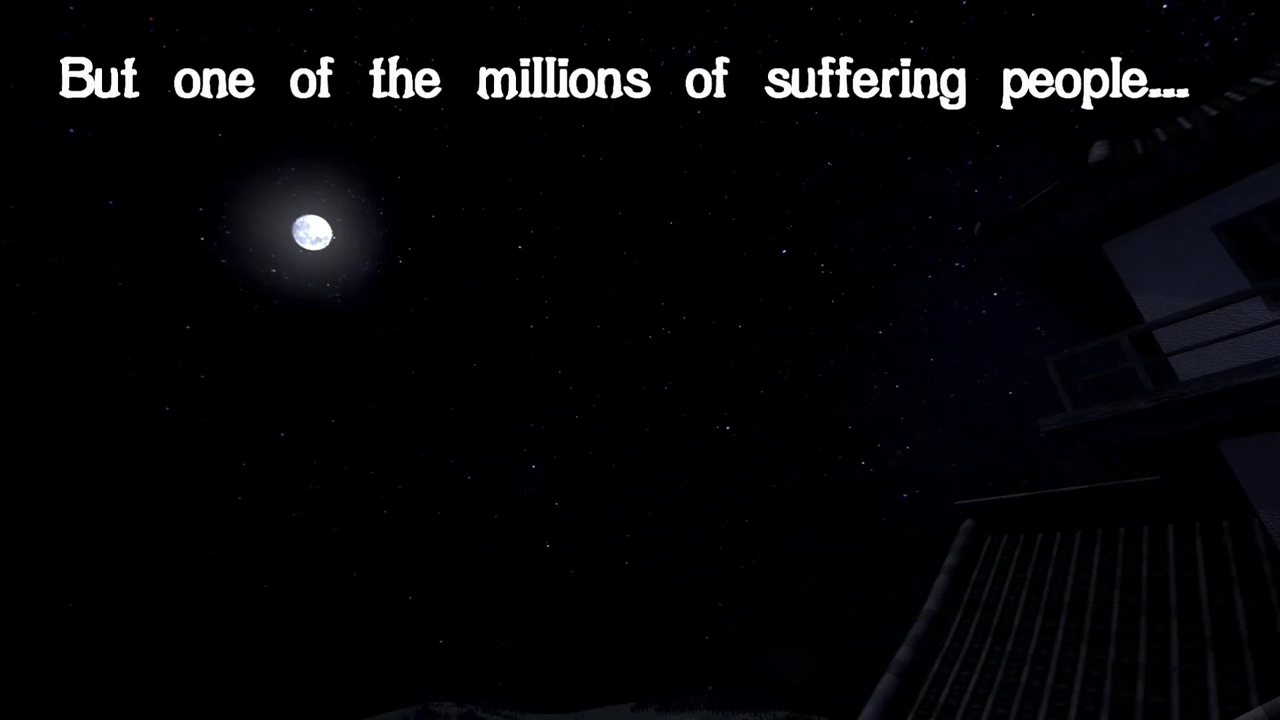 But one of the millions of suffering people...